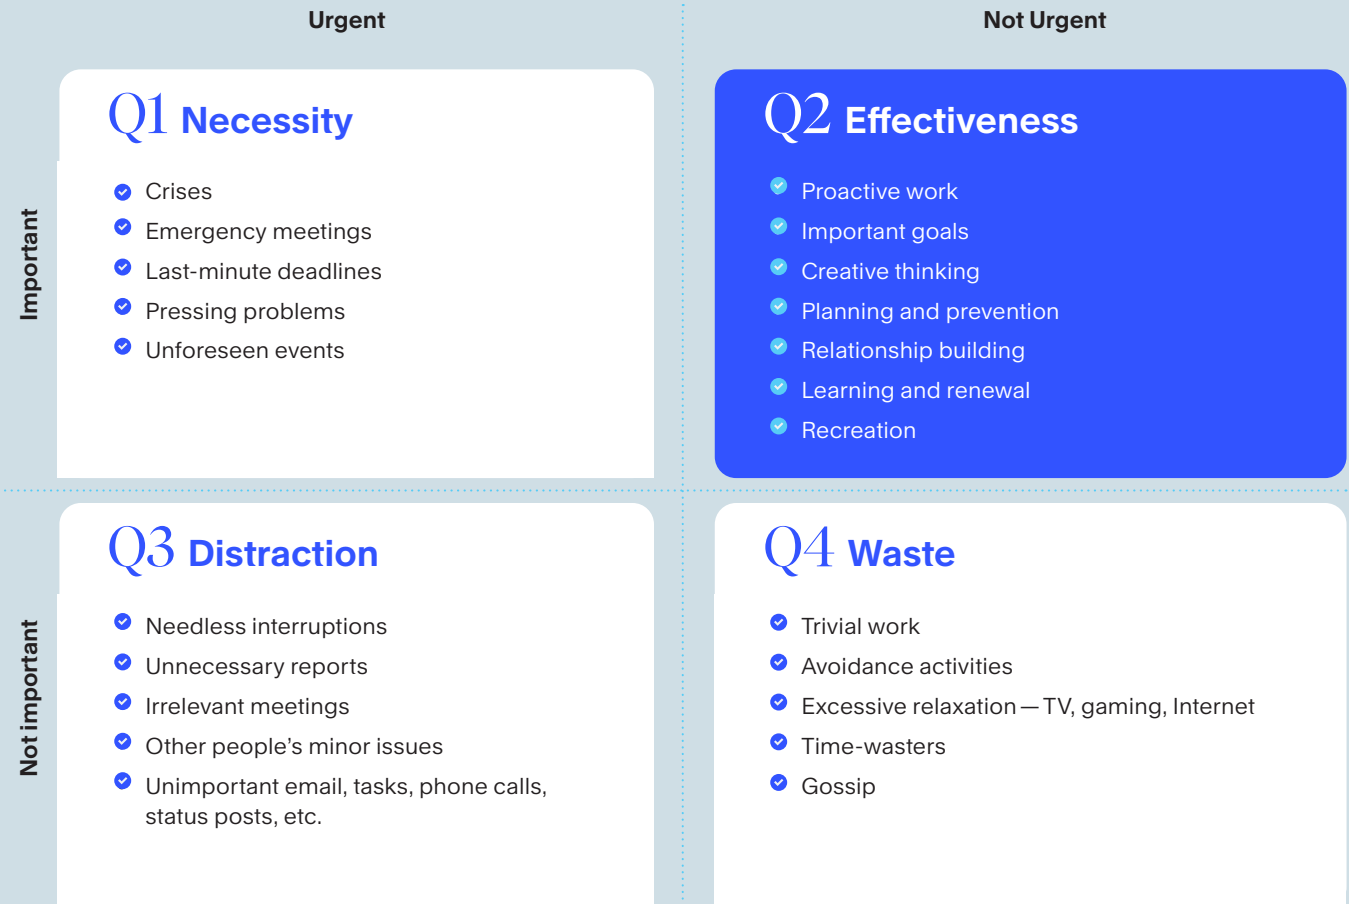 Urgent
Not Urgent
Important
Q1 Necessity
Crises
Emergency meetings
Last-minute deadlines
Pressing problems
Unforeseen events
Q2 Effectiveness
Proactive work
Important goals
Creative thinking
Planning and prevention
Relationship building
Learning and renewal
Recreation
Not important
Q3 Distraction
Needless interruptions
Unnecessary reports
Irrelevant meetings
Other people’s minor issues
Unimportant email, tasks, phone calls,
status posts, etc.
Q4 Waste
Trivial work
Avoidance activities
Excessive relaxation — TV, gaming, Internet
Time-wasters
Gossip